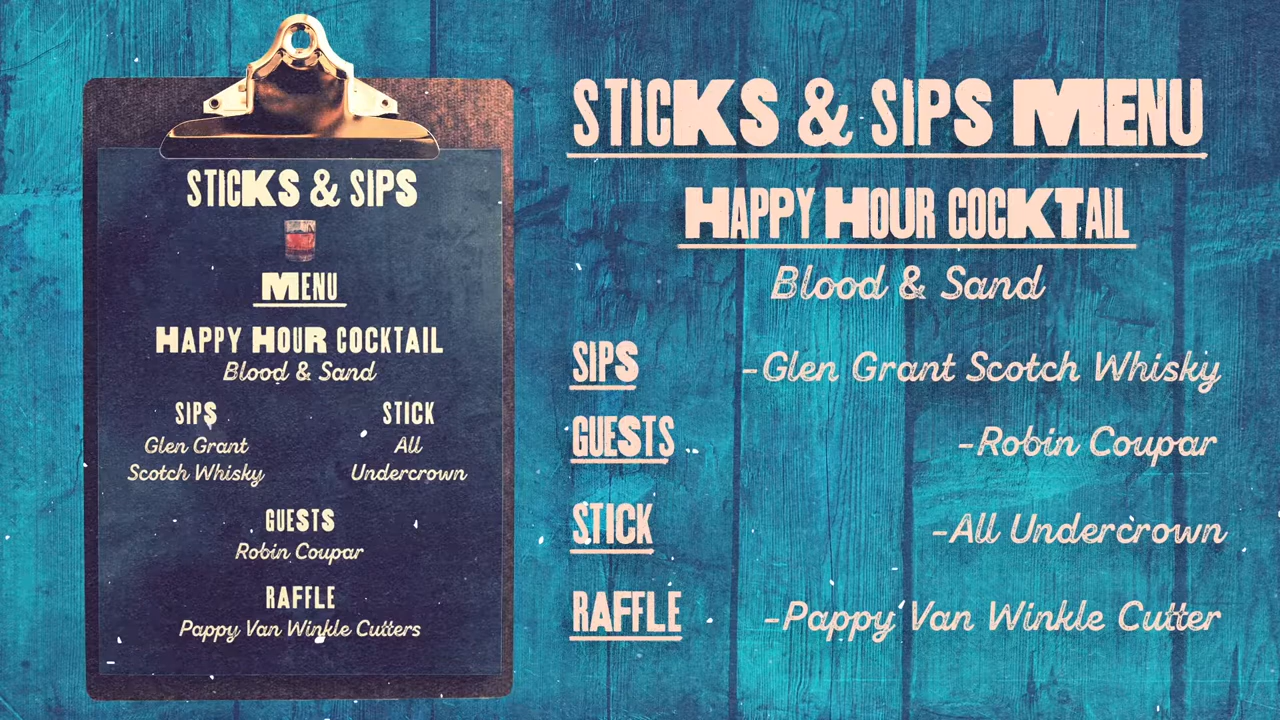 STICKS & SIPS
MENU
HAPPY HOUR COCKTAIL
Blood & Sand
SIPS
Glen Grant
Scotch Whisky
STICK
All
Undercrown
GUESTS
Robin Coupar
RAFFLE
Pappy Van Winkle Cutters
STICKS & SIPS MENU
HAPPY HOUR COCKTAIL
Blood & Sand
SIPS -Glen Grant Scotch Whisky
GUESTS -Robin Coupar
STICK -All Undercrown
RAFFLE -Pappy Van Winkle Cutter